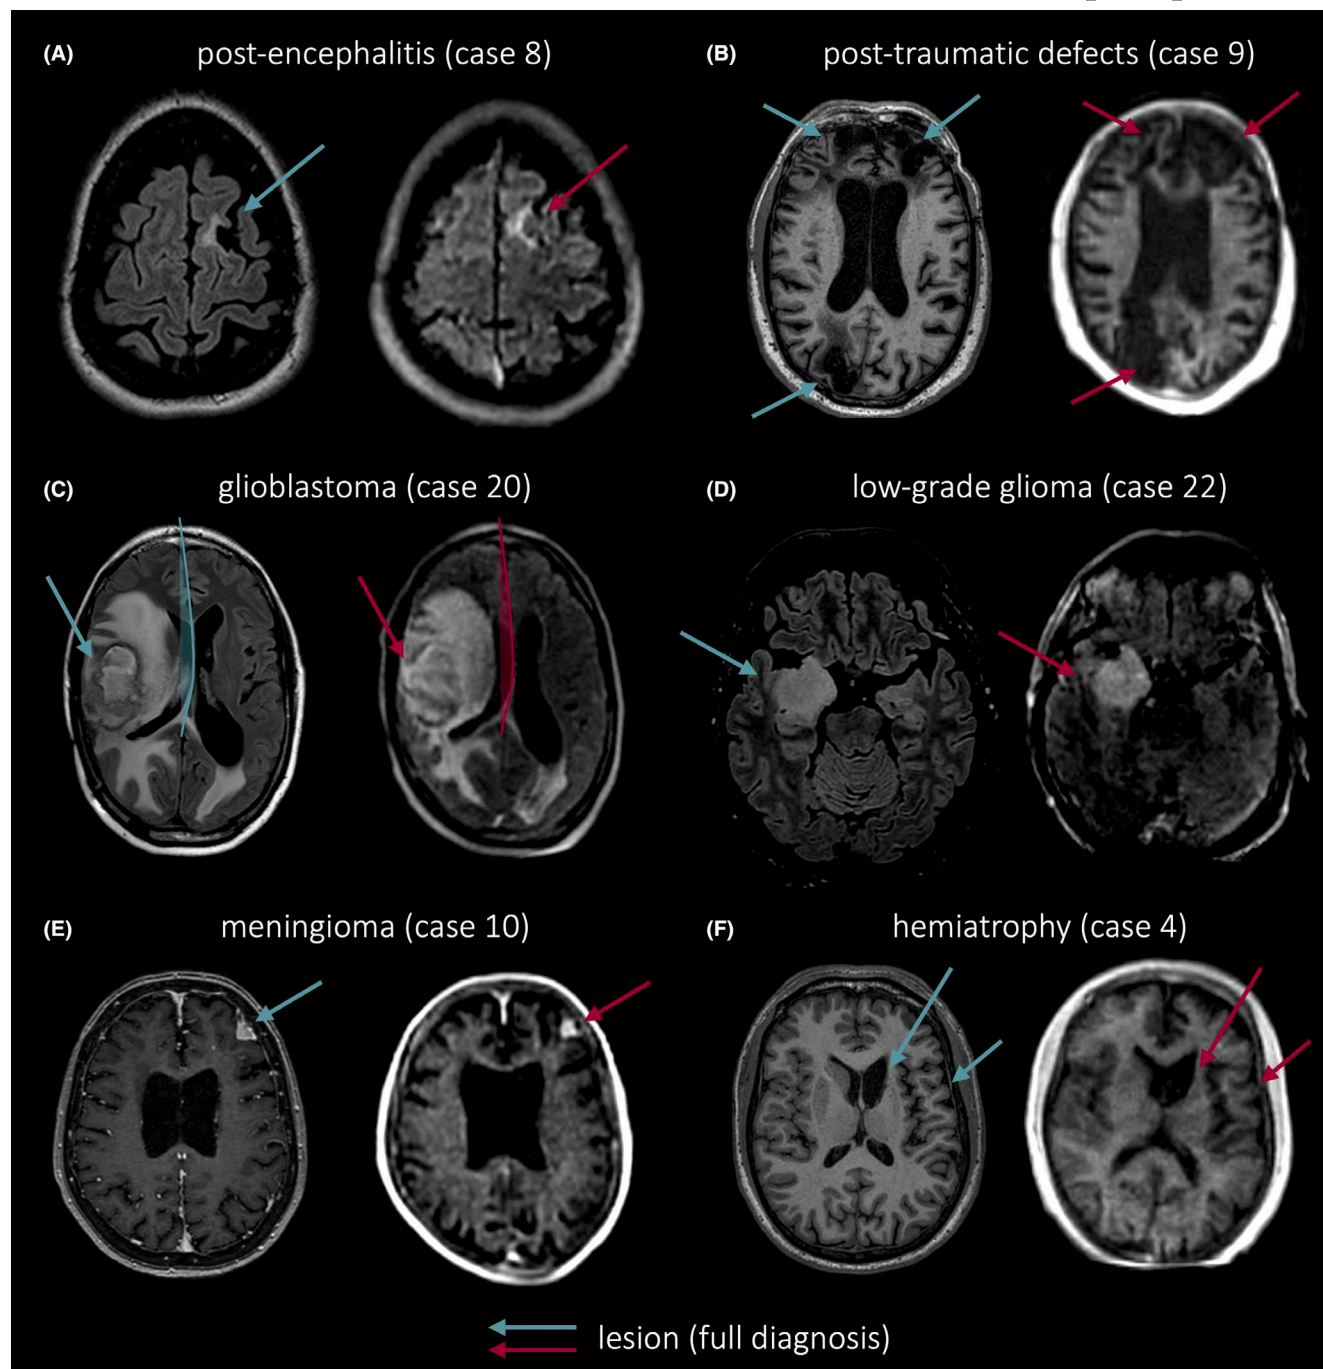 (A) post-encephalitis (case 8)
(B) post-traumatic defects (case 9)
(C) glioblastoma (case 20)
(D) low-grade glioma (case 22)
(E) meningioma (case 10)
(F) hemiatrophy (case 4)
lesion (full diagnosis)